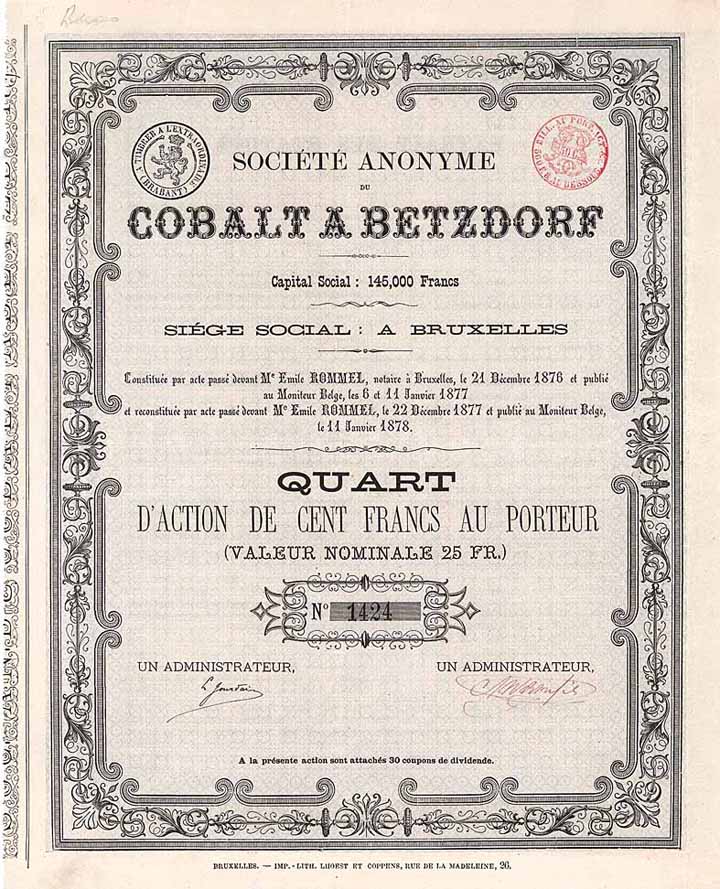 TIMBRER A L'EXTRAORDINAIRE
(BRABANT)
SOCIÉTÉ ANONYME
DU
COBALT A BETZDORF
Capital Social : 145,000 Francs
SIÉGE SOCIAL : A BRUXELLES
Constituée par acte passé devant Me Emile ROMMEL, notaire à Bruxelles, le 21 Décembre 1876 et publié
au Moniteur Belge, les 6 et 11 Janvier 1877
et reconstituée par acte passé devant Me Emile ROMMEL, le 22 Décembre 1877 et publié au Moniteur Belge,
le 11 Janvier 1878.
QUART
D'ACTION DE CENT FRANCS AU PORTEUR
(VALEUR NOMINALE 25 FR.)
No 1424
UN ADMINISTRATEUR, UN ADMINISTRATEUR,
L Jourdain
A la présente action sont attachés 30 coupons de dividende.
BRUXELLES. — IMP.-LITH. LHOEST ET COPPENS, RUE DE LA MADELEINE, 26.